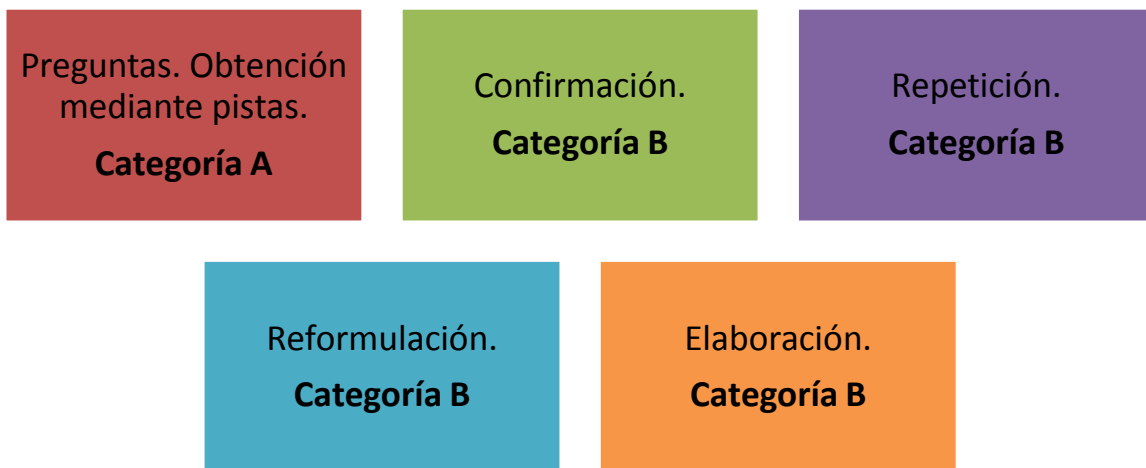 Preguntas. Obtención
mediante pistas.
Categoría A
Confirmación.
Categoría B
Repetición.
Categoría B
Reformulación.
Categoría B
Elaboración.
Categoría B